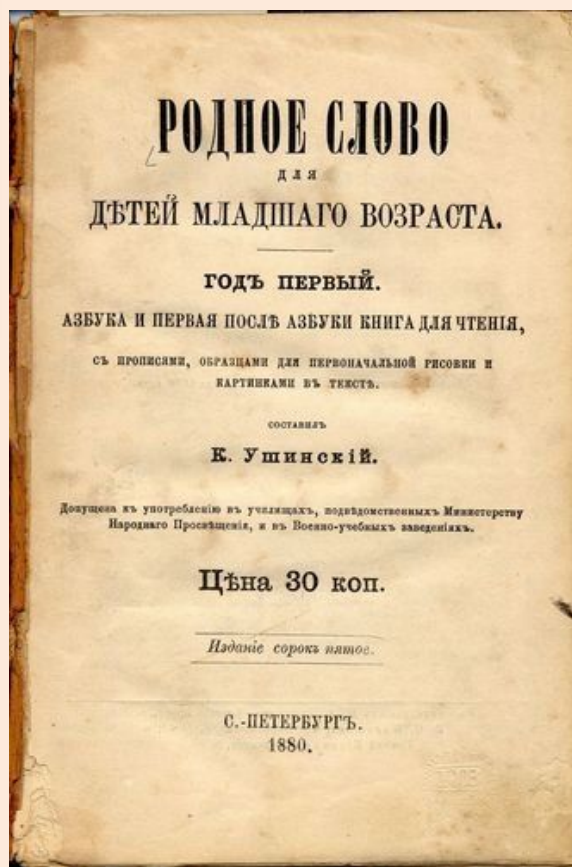 РОДНОЕ СЛОВО
ДЛЯ
ДѢТЕЙ МЛАДШАГО ВОЗРАСТА.
ГОДЪ ПЕРВЫЙ.
АЗБУКА И ПЕРВАЯ ПОСЛѢ АЗБУКИ КНИГА ДЛЯ ЧТЕНІЯ,
СЪ ПРОПИСЯМИ, ОБРАЗЦАМИ ДЛЯ ПЕРВОНАЧАЛЬНОЙ РИСОВКИ И
КАРТИНКАМИ ВЪ ТЕКСТѢ.
СОСТАВИЛЪ
К. Ушинскій.
Допущена къ употребленію въ училищахъ, подвѣдомственныхъ Министерству
Народнаго Просвѣщенія, и въ Военно-учебныхъ заведеніяхъ.
Цѣна 30 коп.
Изданіе сорокъ пятое.
С.-ПЕТЕРБУРГЪ.
1880.